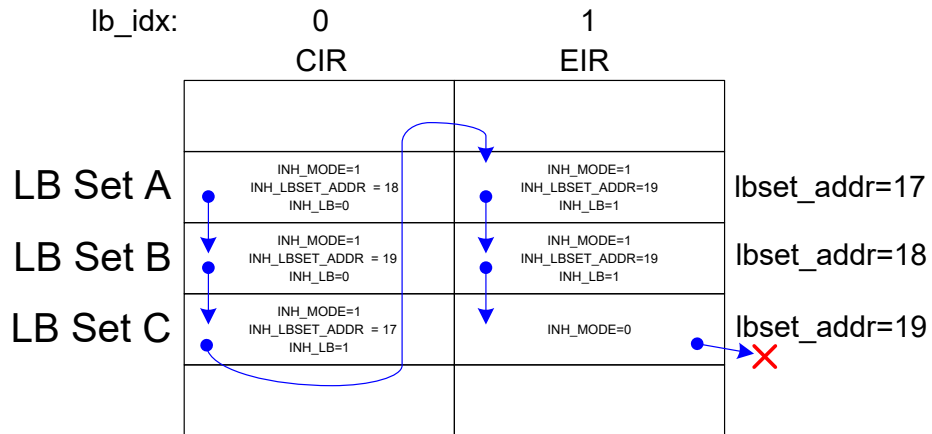 lb_idx: 0 1
CIR EIR
LB Set A
INH_MODE=1
INH_LBSET_ADDR = 18
INH_LB=0
INH_MODE=1
INH_LBSET_ADDR=19
INH_LB=1
lbset_addr=17
LB Set B
INH_MODE=1
INH_LBSET_ADDR = 19
INH_LB=0
INH_MODE=1
INH_LBSET_ADDR=19
INH_LB=1
lbset_addr=18
LB Set C
INH_MODE=1
INH_LBSET_ADDR = 17
INH_LB=1
INH_MODE=0
lbset_addr=19